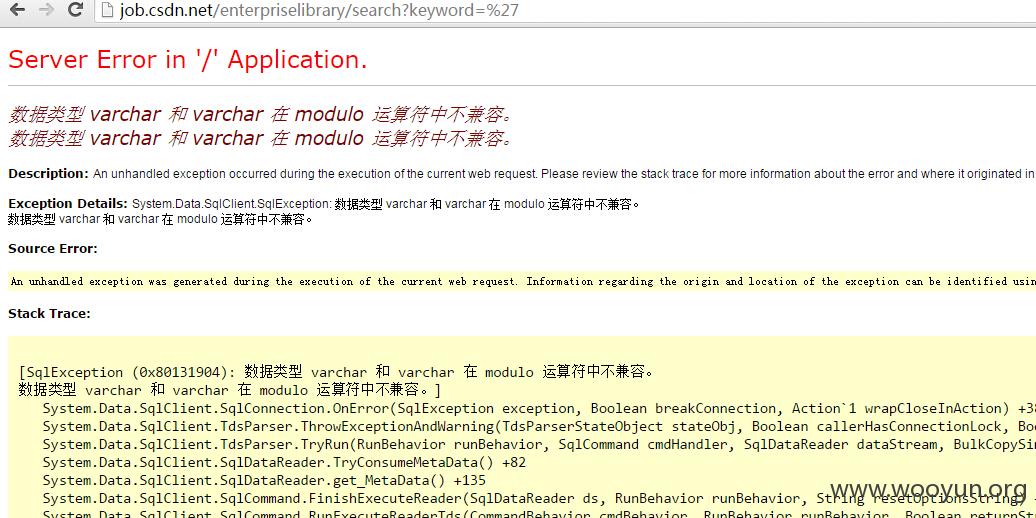 job.csdn.net/enterpriselibrary/search?keyword=%27
Server Error in '/' Application.
数据类型 varchar 和 varchar 在 modulo 运算符中不兼容。
数据类型 varchar 和 varchar 在 modulo 运算符中不兼容。
Description: An unhandled exception occurred during the execution of the current web request. Please review the stack trace for more information about the error and where it originated in
Exception Details: System.Data.SqlClient.SqlException: 数据类型 varchar 和 varchar 在 modulo 运算符中不兼容。
数据类型 varchar 和 varchar 在 modulo 运算符中不兼容。
Source Error:
An unhandled exception was generated during the execution of the current web request. Information regarding the origin and location of the exception can be identified usin
Stack Trace:
[SqlException (0x80131904): 数据类型 varchar 和 varchar 在 modulo 运算符中不兼容。
数据类型 varchar 和 varchar 在 modulo 运算符中不兼容。]
System.Data.SqlClient.SqlConnection.OnError(SqlException exception, Boolean breakConnection, Action`1 wrapCloseInAction) +38
System.Data.SqlClient.TdsParser.ThrowExceptionAndWarning(TdsParserStateObject stateObj, Boolean callerHasConnectionLock, Boo
System.Data.SqlClient.TdsParser.TryRun(RunBehavior runBehavior, SqlCommand cmdHandler, SqlDataReader dataStream, BulkCopySim
System.Data.SqlClient.SqlDataReader.TryConsumeMetaData() +82
System.Data.SqlClient.SqlDataReader.get_MetaData() +135
System.Data.SqlClient.SqlCommand.FinishExecuteReader(SqlDataReader ds, RunBehavior runBehavior, String resetOptionsString)
System.Data.SqlClient.SqlCommand.RunExecuteReaderTds(CommandBehavior cmdBehavior, RunBehavior runBehavior, Boolean returnStr
www.wooyun.org